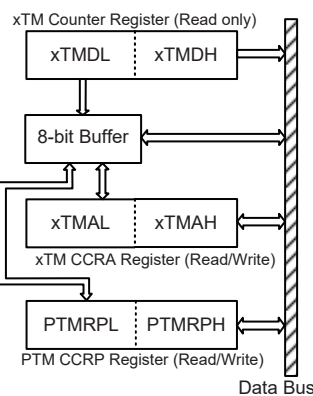 xTM Counter Register (Read only)
xTMDL xTMDH
8-bit Buffer
xTMAL xTMAH
xTM CCRA Register (Read/Write)
PTMRPL PTMRPH
PTM CCRP Register (Read/Write)
Data Bus